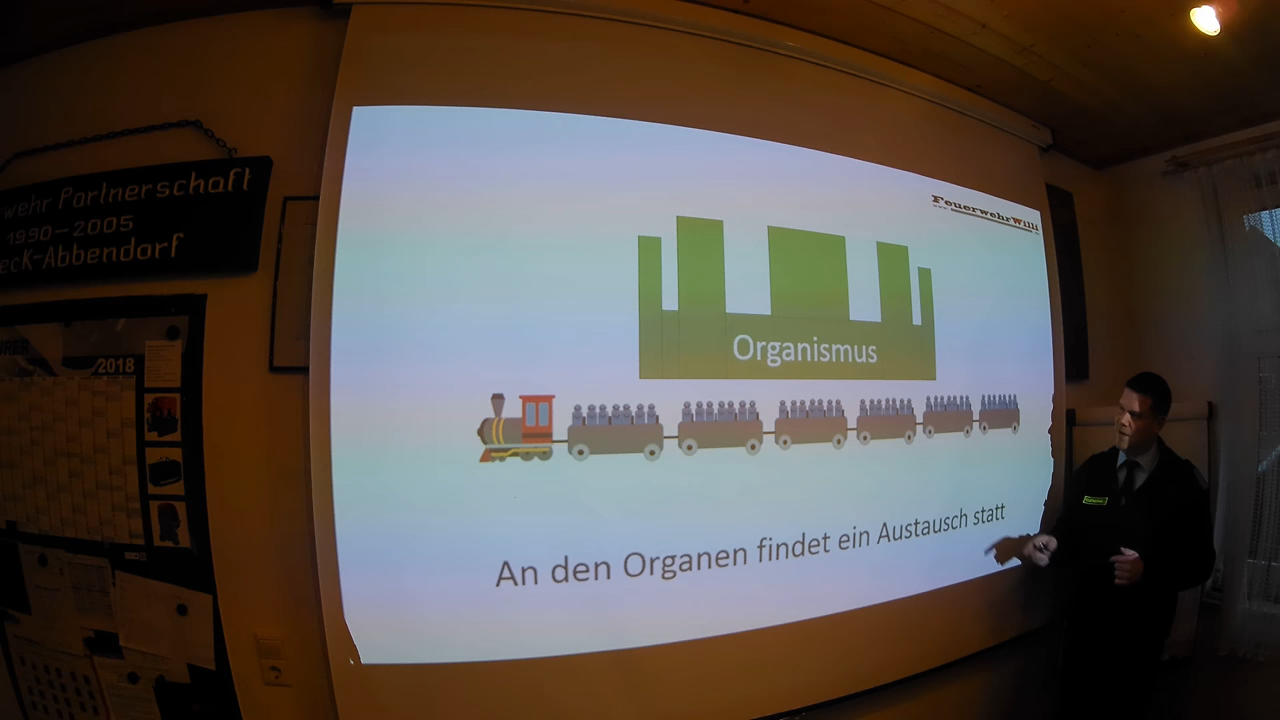 wehr Partnerschaft
1990-2005
eck-Abbendorf
2018
FeuerwehrWilli
Organismus
An den Organen findet ein Austausch statt